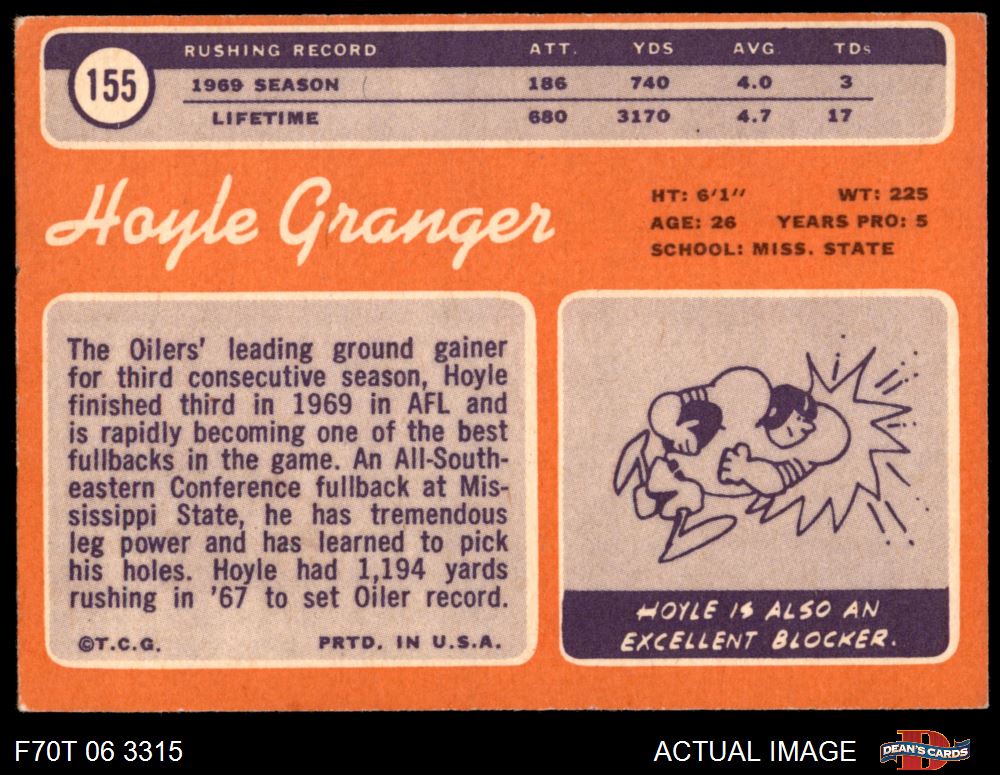 RUSHING RECORD ATT. YDS AVG. TDs
155
1969 SEASON 186 740 4.0 3
LIFETIME 680 3170 4.7 17
Hoyle Granger
HT: 6'1" WT: 225
AGE: 26 YEARS PRO: 5
SCHOOL: MISS. STATE
The Oilers' leading ground gainer
for third consecutive season, Hoyle
finished third in 1969 in AFL and
is rapidly becoming one of the best
fullbacks in the game. An All-South-
eastern Conference fullback at Mis-
sissippi State, he has tremendous
leg power and has learned to pick
his holes. Hoyle had 1,194 yards
rushing in '67 to set Oiler record.
©T.C.G. PRTD. IN U.S.A.
HOYLE IS ALSO AN
EXCELLENT BLOCKER.
F70T 06 3315 ACTUAL IMAGE
D
DEAN'S CARDS